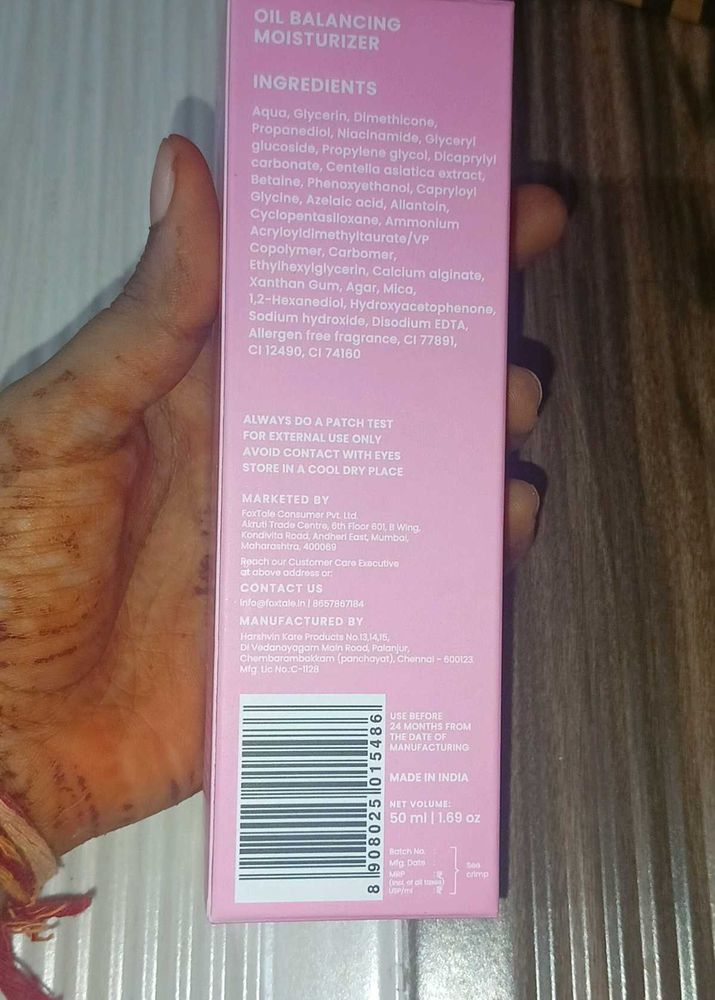 OIL BALANCING
MOISTURIZER
INGREDIENTS
Aqua, Glycerin, Dimethicone,
Propanediol, Niacinamide, Glyceryl
glucoside, Propylene glycol, Dicaprylyl
carbonate, Centella asiatica extract,
Betaine, Phenoxyethanol, Capryloyl
Glycine, Azelaic acid, Allantoin,
Cyclopentasiloxane, Ammonium
Acryloyldimethyltaurate/VP
Copolymer, Carbomer,
Ethylhexylglycerin, Calcium alginate,
Xanthan Gum, Agar, Mica,
1,2-Hexanediol, Hydroxyacetophenone,
Sodium hydroxide, Disodium EDTA,
Allergen free fragrance, CI 77891,
CI 12490, CI 74160
ALWAYS DO A PATCH TEST
FOR EXTERNAL USE ONLY
AVOID CONTACT WITH EYES
STORE IN A COOL DRY PLACE
MARKETED BY
FoxTale Consumer Pvt. Ltd.
Akruti Trade Centre, 6th Floor 601, B Wing,
Kondivita Road, Andheri East, Mumbai,
Maharashtra, 400069
Reach our Customer Care Executive
at above address or:
CONTACT US
info@foxtale.in | 8657867184
MANUFACTURED BY
Harshvin Kare Products No.13,14,15,
Di Vedanayagam Main Road, Palanjur,
Chembarambakkam (panchayat), Chennai - 600123.
Mfg. Lic No.:C-1128
8 908025 015486
USE BEFORE
24 MONTHS FROM
THE DATE OF
MANUFACTURING
MADE IN INDIA
NET VOLUME:
50 ml | 1.69 oz
Batch No. :
Mfg. Date :
MRP : ₹
(Incl. of all taxes)
USP/ml : ₹
See
crimp